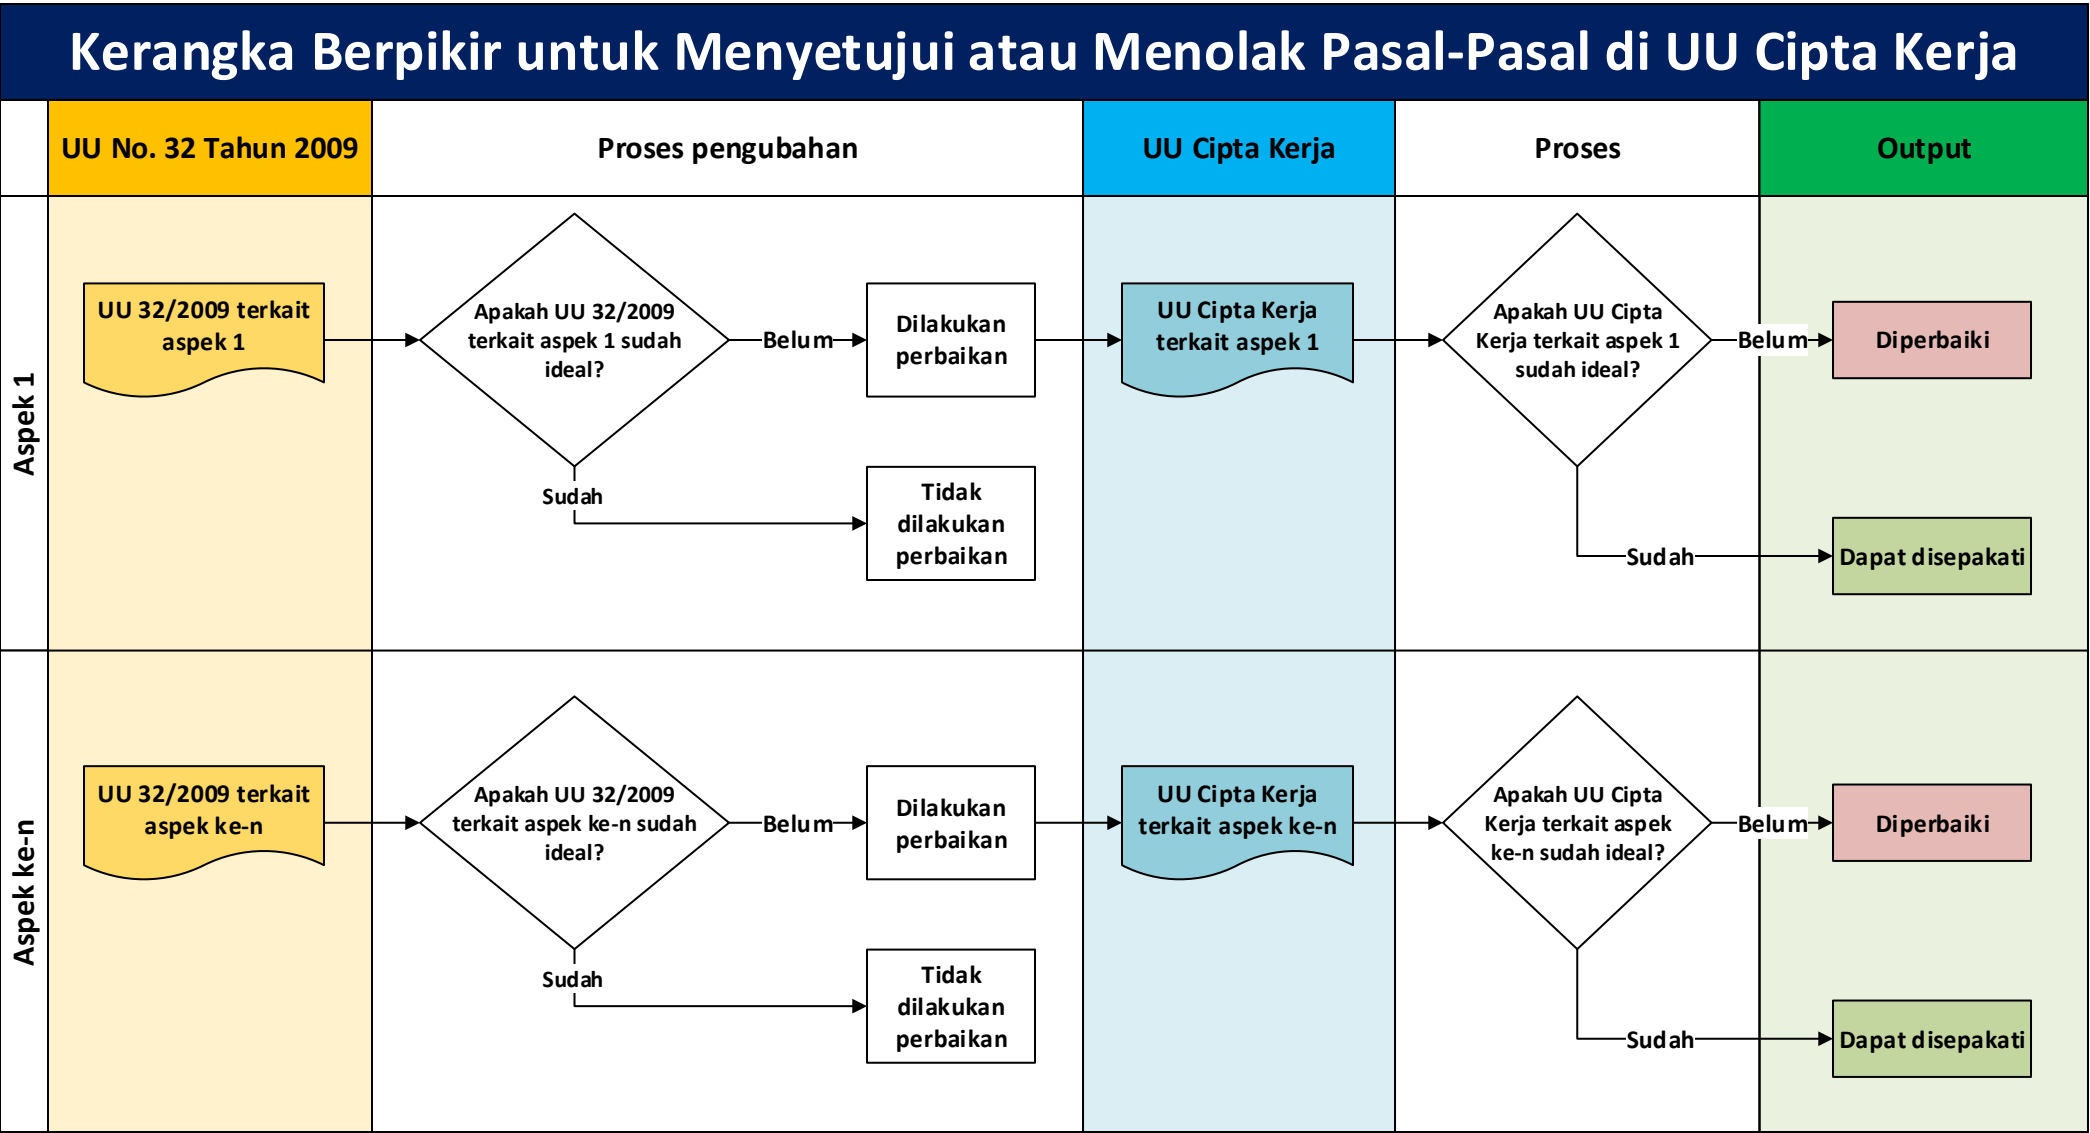 Kerangka Berpikir untuk Menyetujui atau Menolak Pasal-Pasal di UU Cipta Kerja
UU No. 32 Tahun 2009
Proses pengubahan
UU Cipta Kerja
Proses
Output
Aspek 1
UU 32/2009 terkait
aspek 1
Apakah UU 32/2009
terkait aspek 1 sudah
ideal?
Belum
Dilakukan
perbaikan
Sudah
Tidak
dilakukan
perbaikan
UU Cipta Kerja
terkait aspek 1
Apakah UU Cipta
Kerja terkait aspek 1
sudah ideal?
Belum
Diperbaiki
Sudah
Dapat disepakati
Aspek ke-n
UU 32/2009 terkait
aspek ke-n
Apakah UU 32/2009
terkait aspek ke-n sudah
ideal?
Belum
Dilakukan
perbaikan
Sudah
Tidak
dilakukan
perbaikan
UU Cipta Kerja
terkait aspek ke-n
Apakah UU Cipta
Kerja terkait aspek
ke-n sudah ideal?
Belum
Diperbaiki
Sudah
Dapat disepakati